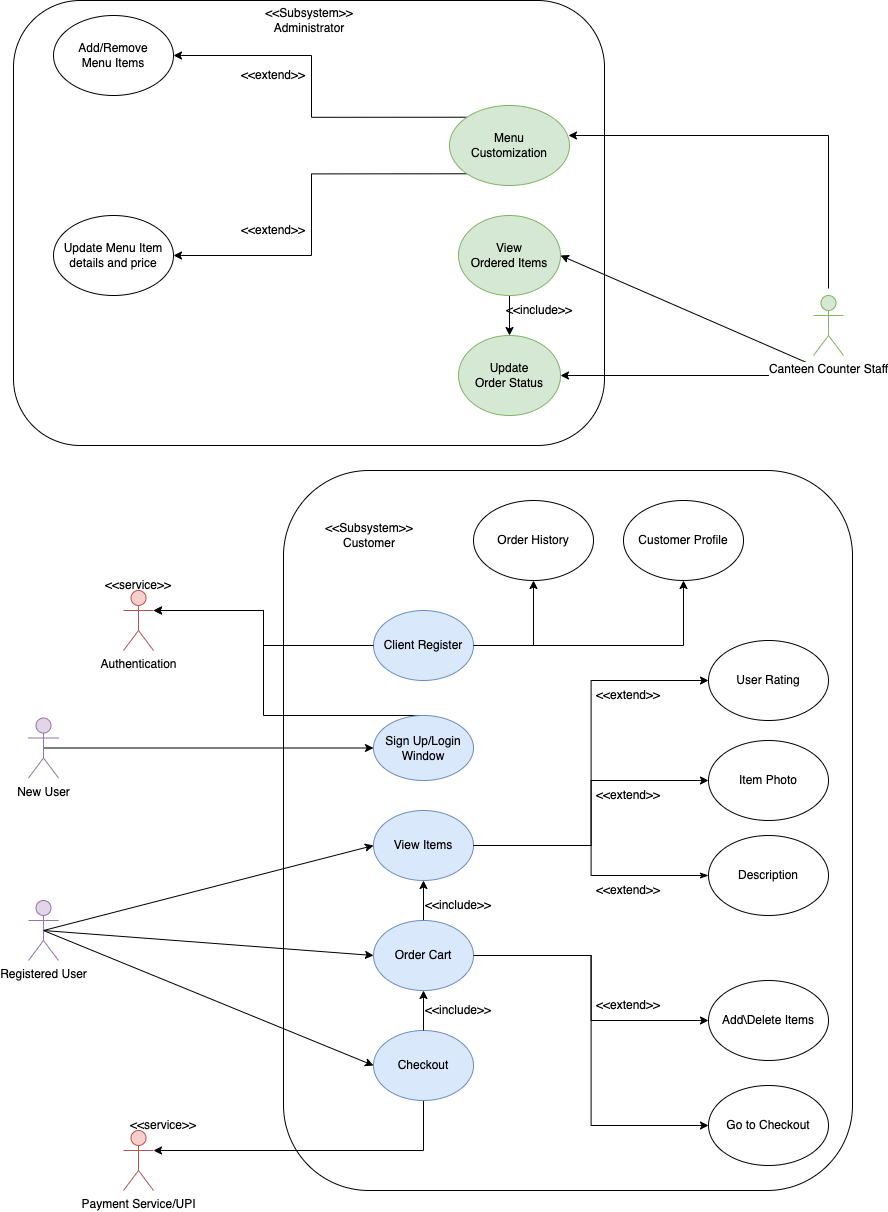 <<Subsystem>>
Administrator
Add/Remove
Menu Items
<<extend>>
Menu
Customization
<<extend>>
Update Menu Item
details and price
View
Ordered Items
<<include>>
Update
Order Status
Canteen Counter Staff
<<Subsystem>>
Customer
Order History
Customer Profile
<<service>>
Authentication
Client Register
User Rating
<<extend>>
Sign Up/Login
Window
New User
Item Photo
<<extend>>
View Items
Description
<<extend>>
<<include>>
Registered User
Order Cart
<<include>>
<<extend>>
Add\Delete Items
Checkout
Go to Checkout
<<service>>
Payment Service/UPI